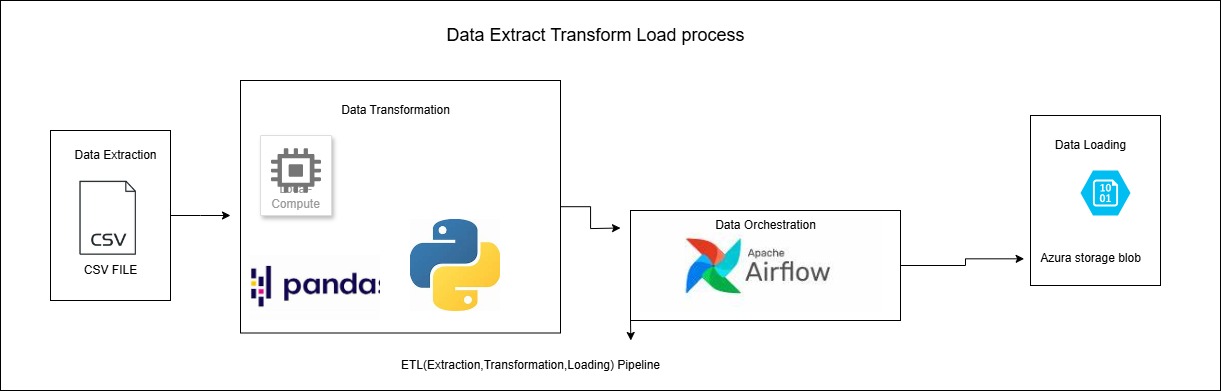 Data Extract Transform Load process
Data Extraction
CSV
CSV FILE
Data Transformation
Compute
pandas
Data Orchestration
Apache
Airflow
Data Loading
10
01
Azura storage blob
ETL(Extraction,Transformation,Loading) Pipeline